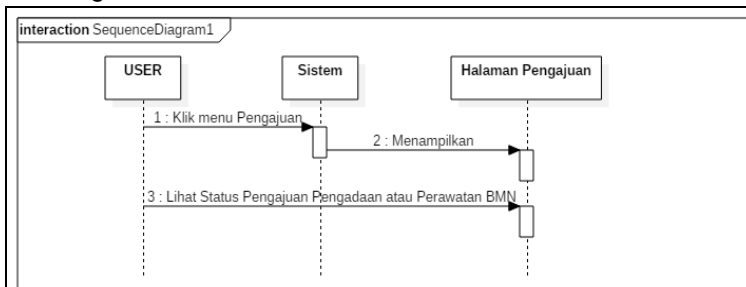 interaction SequenceDiagram1
USER
Sistem
Halaman Pengajuan
1 : Klik menu Pengajuan
2 : Menampilkan
3 : Lihat Status Pengajuan Pengadaan atau Perawatan BMN